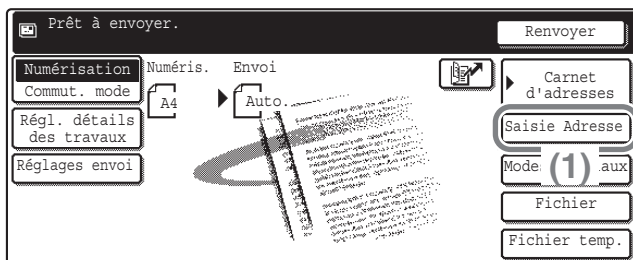 Prêt à envoyer.
Renvoyer
Numérisation
Commut. mode
Numéris.
Envoi
A4
Auto.
Carnet
d'adresses
Régl. détails
des travaux
Saisie Adresse
Réglages envoi
(1)
Fichier
Fichier temp.